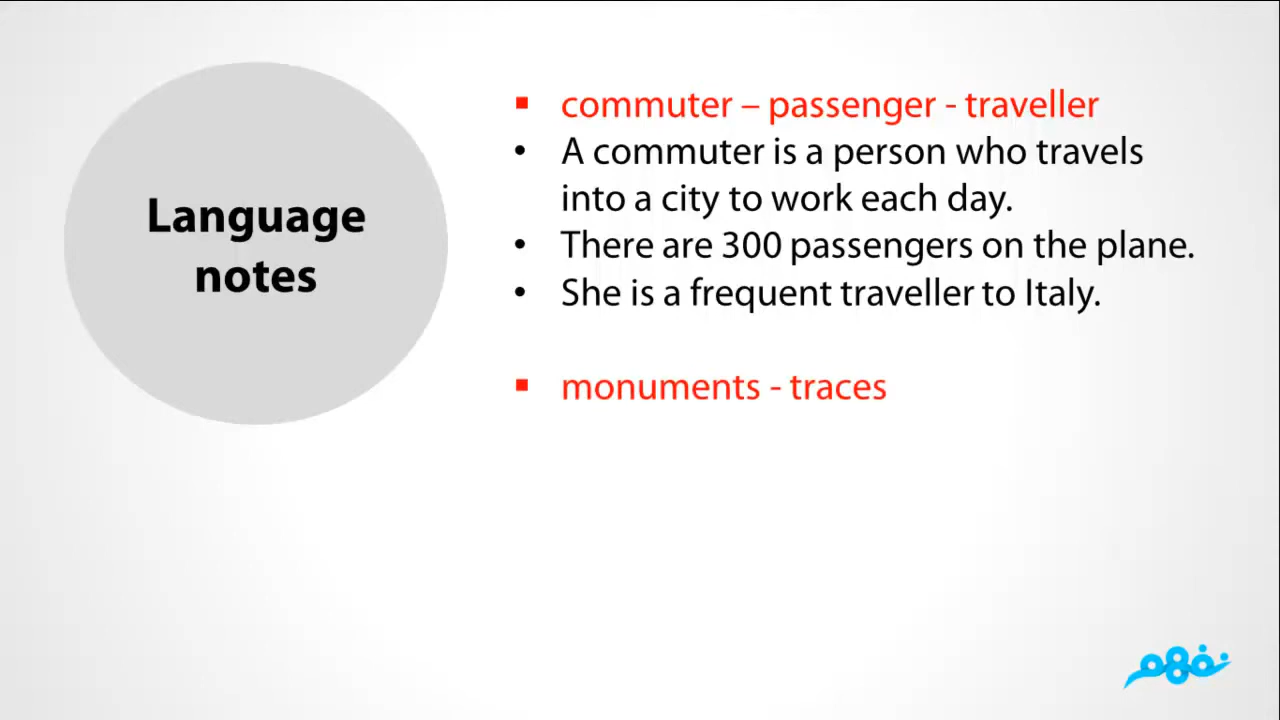 Language
notes
▪ commuter – passenger - traveller
• A commuter is a person who travels
into a city to work each day.
• There are 300 passengers on the plane.
• She is a frequent traveller to Italy.
▪ monuments - traces
نفهم